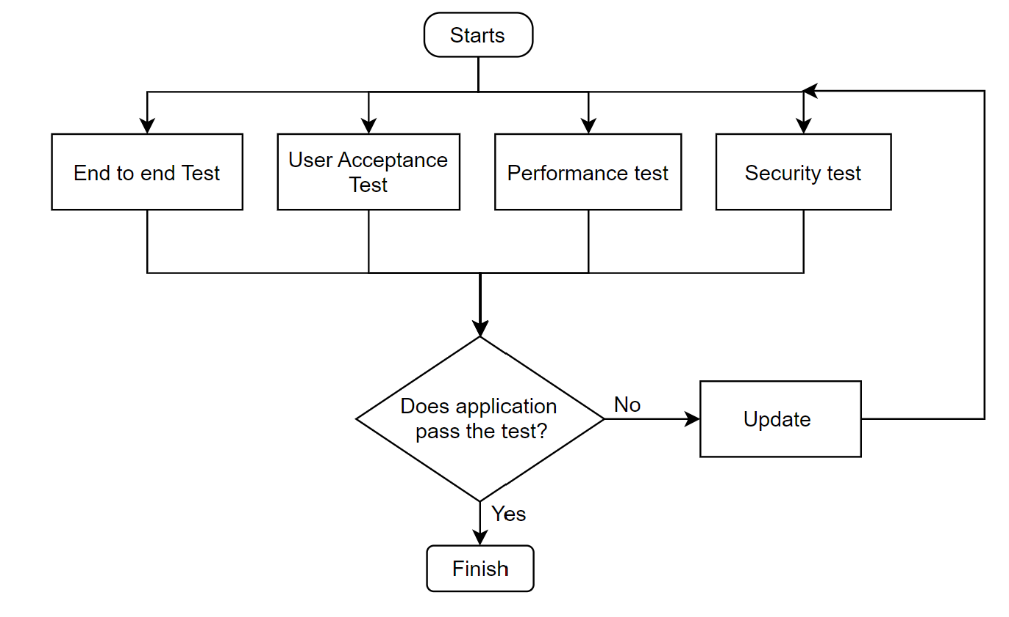 Starts
End to end Test
User Acceptance
Test
Performance test
Security test
Does application
pass the test?
No
Update
Yes
Finish